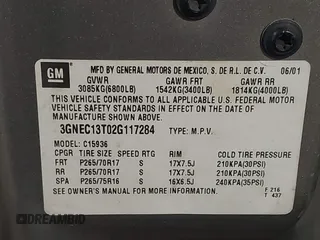 GM
MFD BY GENERAL MOTORS DE MEXICO, S. DE R.L. DE C.V. 06/01
GVWR GAWR FRT GAWR RR
3085KG(6800LB) 1542KG(3400LB) 1814KG(4000LB)
THIS VEHICLE CONFORMS TO ALL APPLICABLE U.S. FEDERAL MOTOR
VEHICLE SAFETY STANDARDS IN EFFECT ON THE DATE OF
MANUFACTURE SHOWN ABOVE.
3GNEC13T02G117284 TYPE: M.P.V.
MODEL: C15936
CPGR TIRE SIZE SPEED RTG RIM COLD TIRE PRESSURE
FRT P265/70R17 S 17X7.5J 210KPA(30PSI)
RR P265/70R17 S 17X7.5J 210KPA(30PSI)
SPA P265/75R16 S 16X6.5J 240KPA(35PSI)
SEE OWNER'S MANUAL FOR ADDITIONAL INFORMATION.
F 216
T 437
DREAMBID